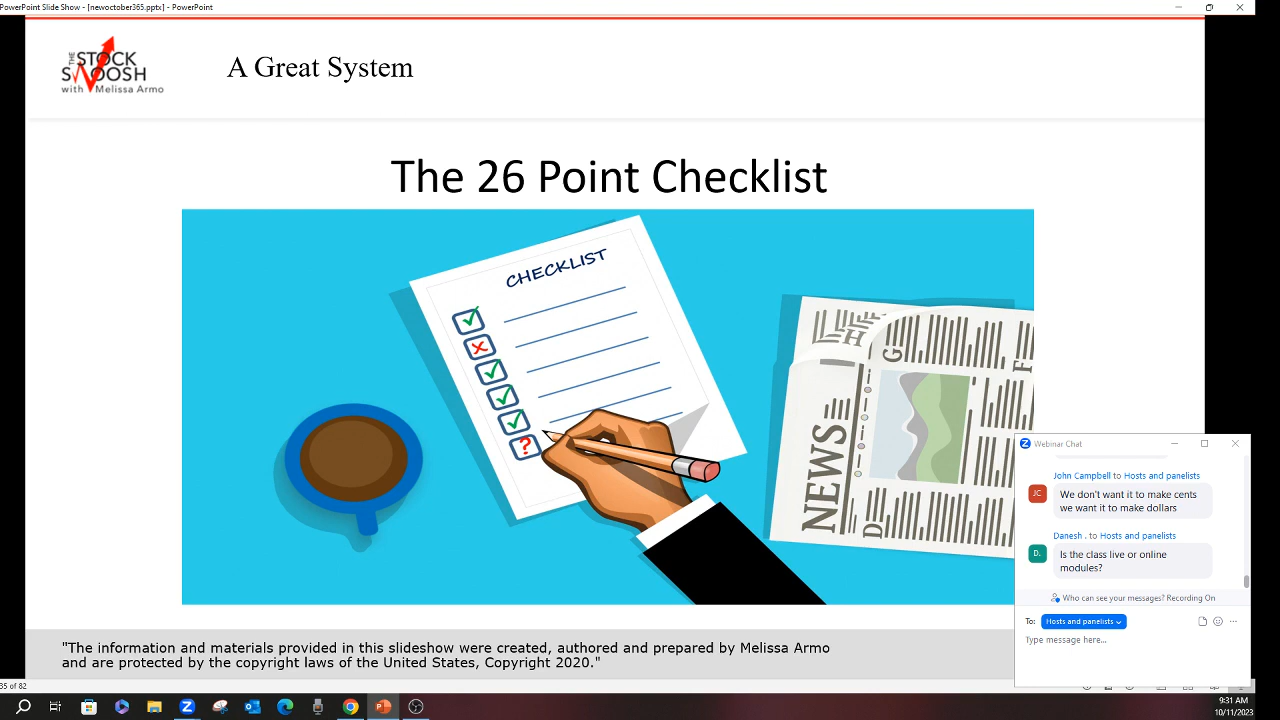 PowerPoint Slide Show - [newoctober365.pptx] - PowerPoint
THE
STOCK
SWOOSH
with Melissa Armo
A Great System
The 26 Point Checklist
CHECKLIST
?
NEWS
H
G
F
D
Webinar Chat
John Campbell to Hosts and panelists
JC
We don't want it to make cents
we want it to make dollars
Danesh . to Hosts and panelists
D.
Is the class live or online
modules?
Who can see your messages? Recording On
To: Hosts and panelists
Type message here...
"The information and materials provided in this slideshow were created, authored and prepared by Melissa Armo
and are protected by the copyright laws of the United States, Copyright 2020."
35 of 82
9:31 AM
10/11/2023